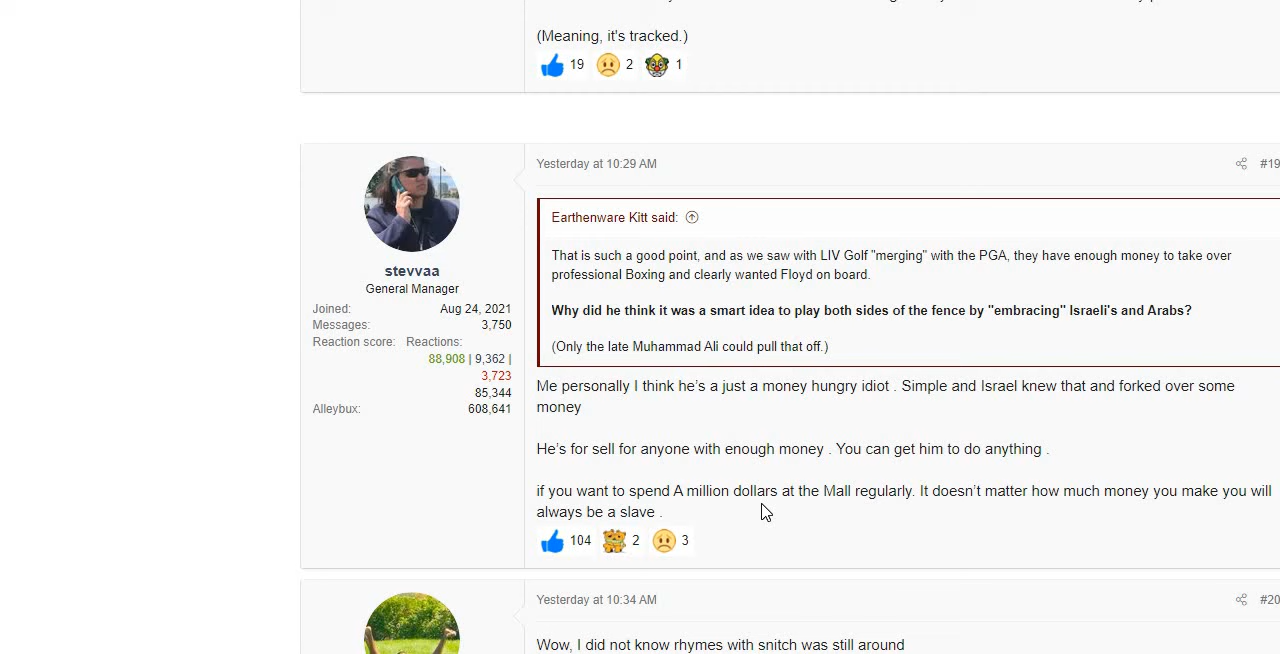 (Meaning, it's tracked.)
19 2 1
Yesterday at 10:29 AM #19
Earthenware Kitt said:
That is such a good point, and as we saw with LIV Golf "merging" with the PGA, they have enough money to take over
professional Boxing and clearly wanted Floyd on board.
Why did he think it was a smart idea to play both sides of the fence by "embracing" Israeli's and Arabs?
(Only the late Muhammad Ali could pull that off.)
stevvaa
General Manager
Joined: Aug 24, 2021
Messages: 3,750
Reaction score: Reactions:
88,908 | 9,362 |
3,723
85,344
Alleybux: 608,641
Me personally I think he’s a just a money hungry idiot . Simple and Israel knew that and forked over some
money
He’s for sell for anyone with enough money . You can get him to do anything .
if you want to spend A million dollars at the Mall regularly. It doesn’t matter how much money you make you will
always be a slave .
104 2 3
Yesterday at 10:34 AM #20
Wow, I did not know rhymes with snitch was still around